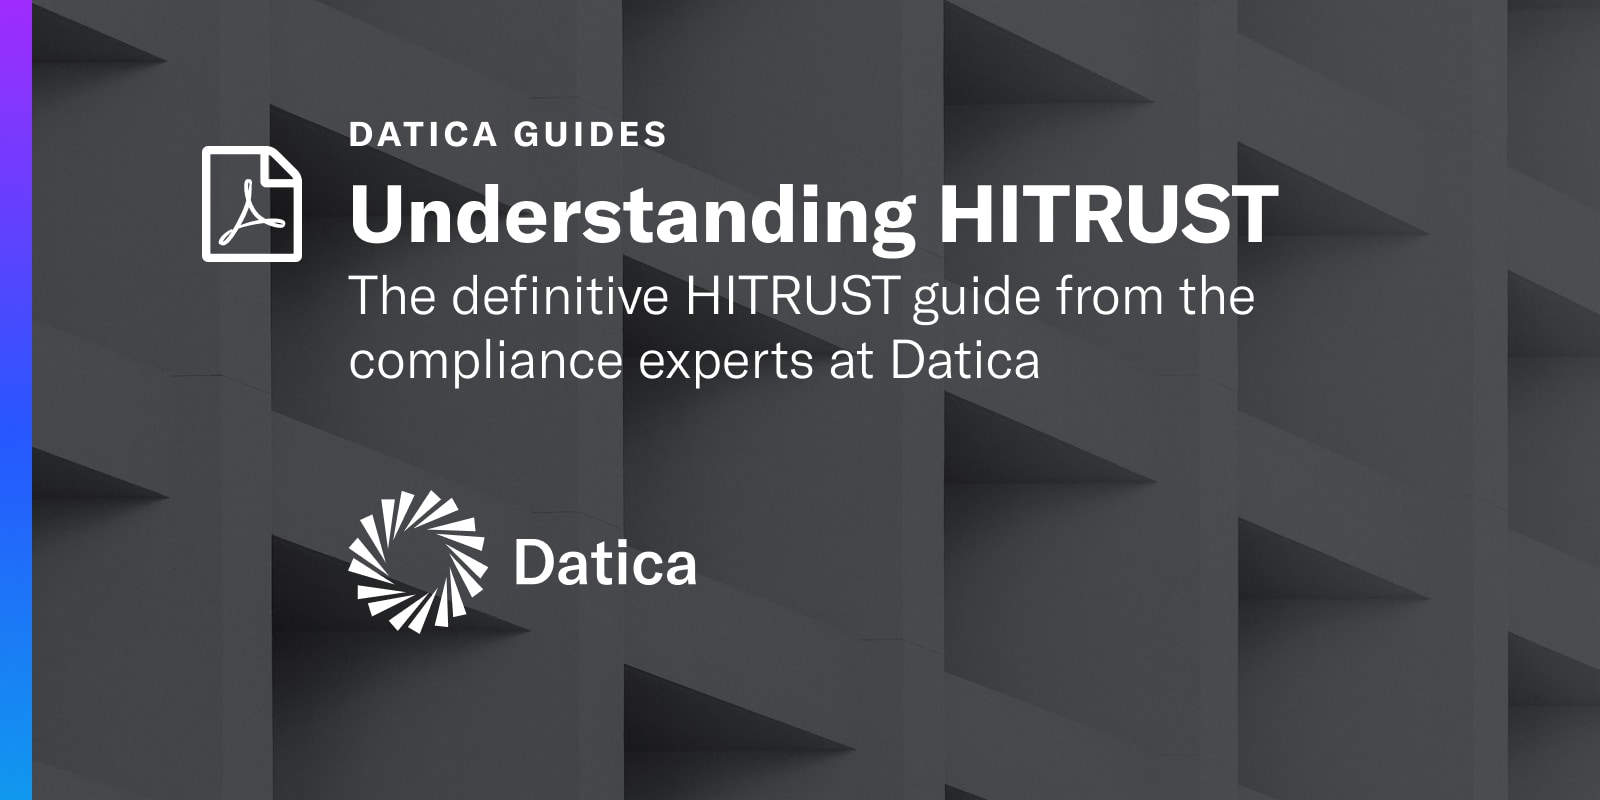 DATICA GUIDES
Understanding HITRUST
The definitive HITRUST guide from the
compliance experts at Datica
Datica